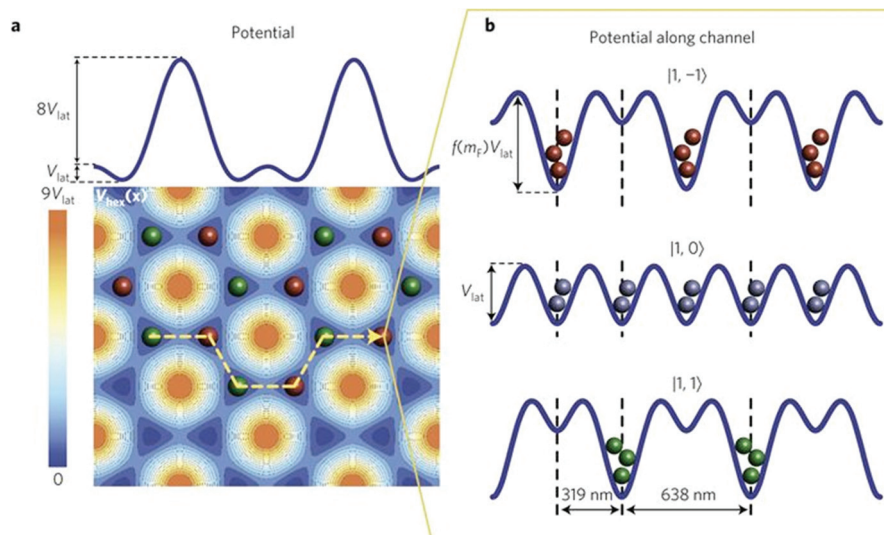 a
Potential
8V_lat
V_lat
9V_lat
V_hex(x)
0
b
Potential along channel
|1, −1⟩
f(m_F)V_lat
|1, 0⟩
V_lat
|1, 1⟩
319 nm
638 nm